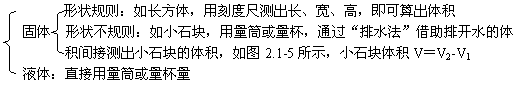 形状规则：如长方体，用刻度尺测出长、宽、高，即可算出体积
固体
形状不规则：如小石块，用量筒或量杯，通过“排水法”借助排开水的体
积间接测出小石块的体积，如图 2.1-5 所示，小石块体积 V＝V2-V1
液体：直接用量筒或量杯量